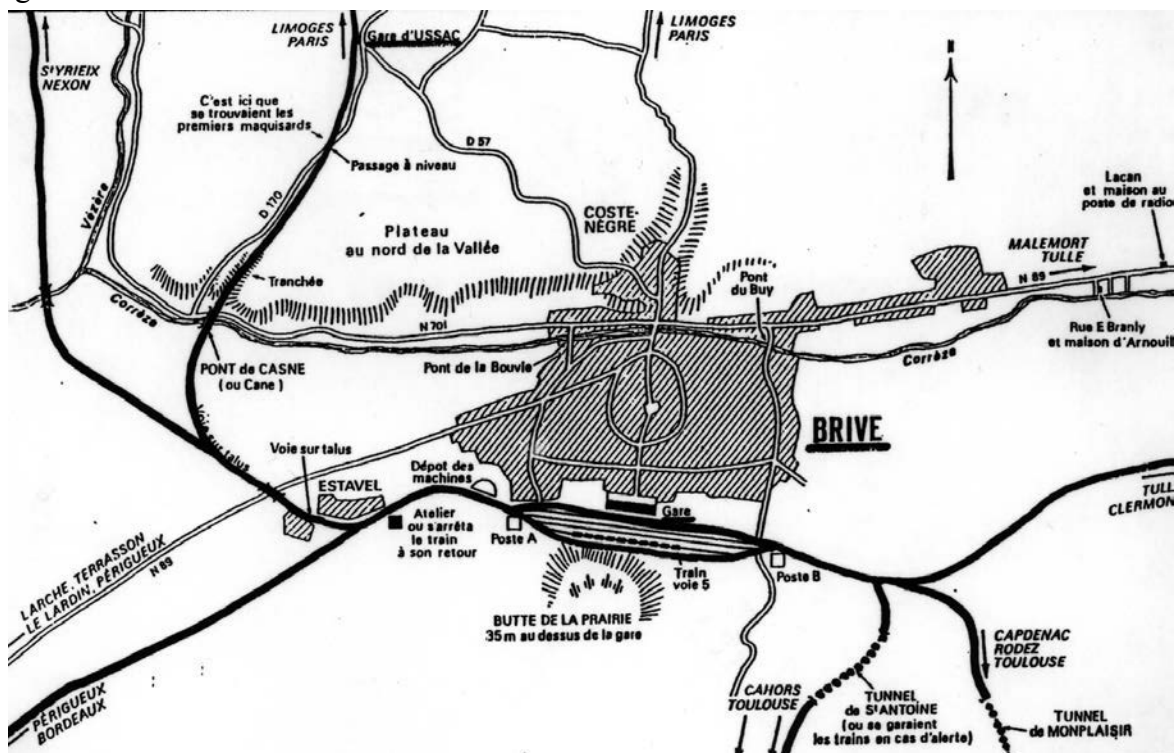 LIMOGES
PARIS
Gare d'USSAC
LIMOGES
PARIS
St YRIEIX
NEXON
N
C'est ici que
se trouvaient les
premiers maquisards
Passage à niveau
D 57
Vézère
D 170
Plateau
au nord de la Vallée
COSTE-
NÈGRE
Lacan
et maison au
poste de radio
MALEMORT
TULLE
N 89
Tranchée
Pont
du Buy
Corrèze
N 701
Rue E Branly
et maison d'Arnouil
PONT de CASNE
(ou Cane)
Pont de la Bouvie
Corrèze
Voie sur talus
BRIVE
Voie sur talus
ESTAVEL
Dépot des
machines
TULL
CLERMON
Gare
Atelier
ou s'arrêta
le train
à son retour
Poste A
Train
voie 5
Poste B
LARCHE, TERRASSON
LE LARDIN, PÉRIGUEUX
N 89
BUTTE DE LA PRAIRIE
35 m au dessus de la gare
CAPDENAC
RODEZ
TOULOUSE
PÉRIGUEUX
BORDEAUX
CAHORS
TOULOUSE
TUNNEL
de St ANTOINE
(ou se garaient
les trains en cas d'alerte)
TUNNEL
de MONPLAISIR